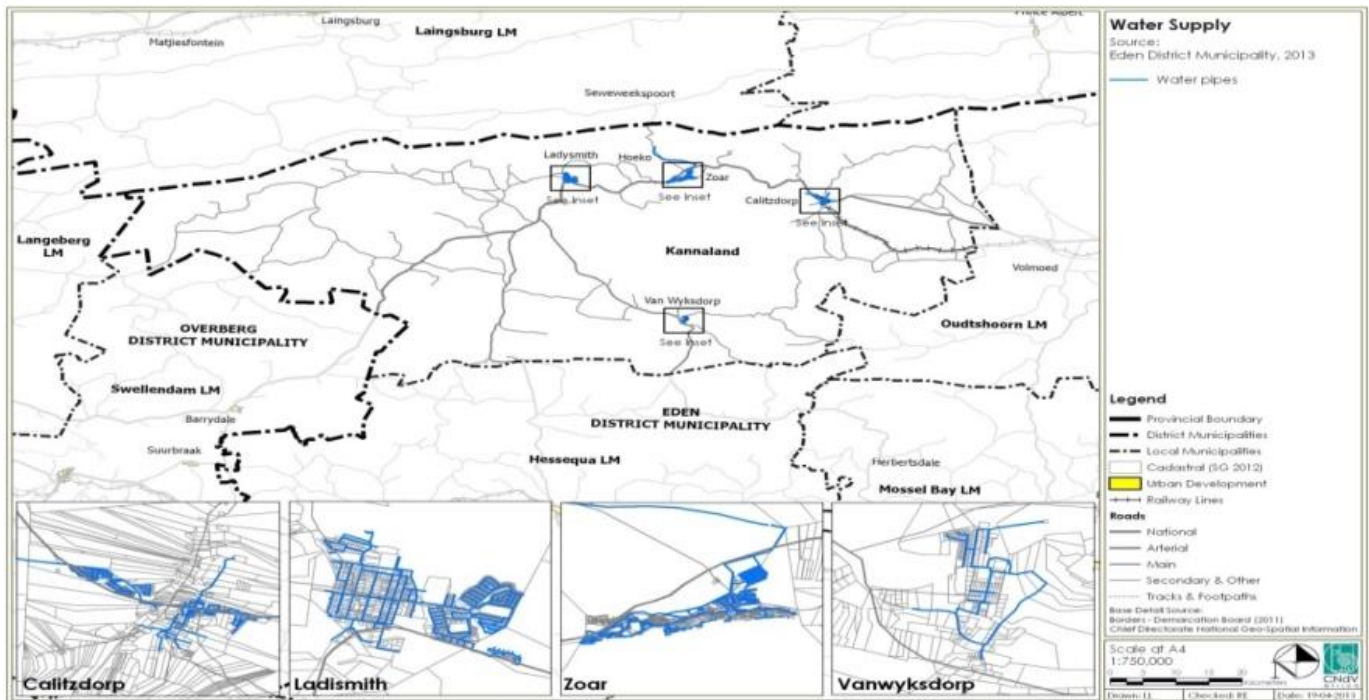 Laingsburg
Prince Albert
Laingsburg LM
Matjiesfontein
Seweweekspoort
Ladysmith
Hoeko
Zoar
See Inset
See Inset
Calitzdorp
See Inset
Langeberg
LM
Kannaland
Volmoed
Van Wyksdorp
See Inset
OVERBERG
DISTRICT MUNICIPALITY
Oudtshoorn LM
Swellendam LM
Barrydale
EDEN
DISTRICT MUNICIPALITY
Suurbraak
Hessequa LM
Herbertsdale
Mossel Bay LM
Calitzdorp
Ladismith
Zoar
Vanwyksdorp
Water Supply
Source:
Eden District Municipality, 2013
Water pipes
Legend
Provincial Boundary
District Municipalities
Local Municipalities
Cadastral (SG 2012)
Urban Development
Railway Lines
Roads
National
Arterial
Main
Secondary & Other
Tracks & Footpaths
Base Detail Source:
Borders - Demarcation Board (2011)
Chief Directorate National Geo-Spatial Information
Scale at A4
1:750,000
CNdV
Drawn: LL
Checked: RE